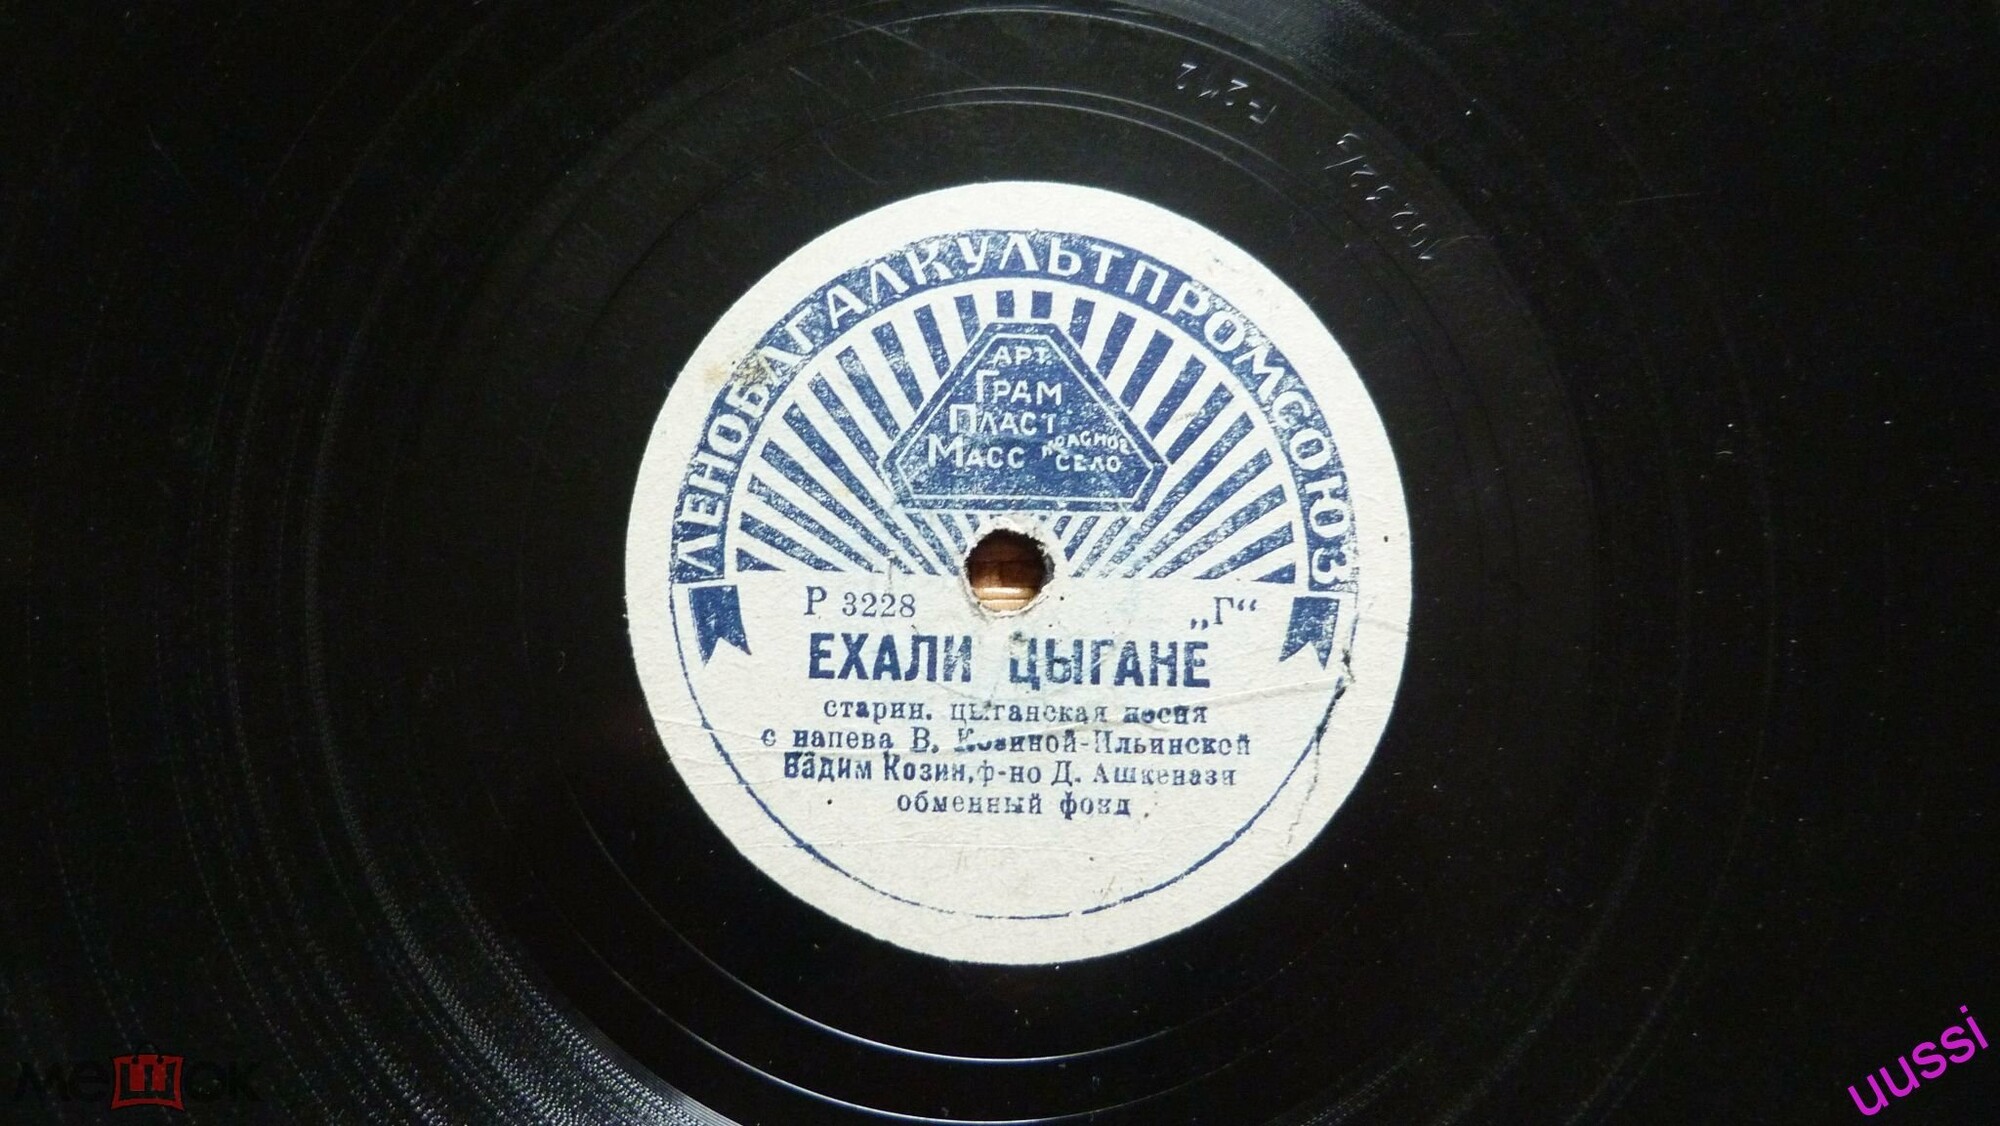 ЛЕНОБЛГАЛКУЛЬТПРОМСОЮЗ
АРТ.
ГРАМ
ПЛАСТ
МАСС
КРАСНОЕ
СЕЛО
Р 3228
„Г“
ЕХАЛИ ЦЫГАНЕ
старин. цыганская песня
с напева В. Козиной-Ильинской
Вадим Козин, ф-но Д. Ашкенази
обменный фонд
мешок
uussi